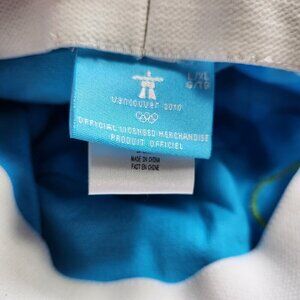 vancouver 2010
L/XL
G/TG
OFFICIAL LICENSED MERCHANDISE
PRODUIT OFFICIEL
MADE IN CHINA
FAIT EN CHINE